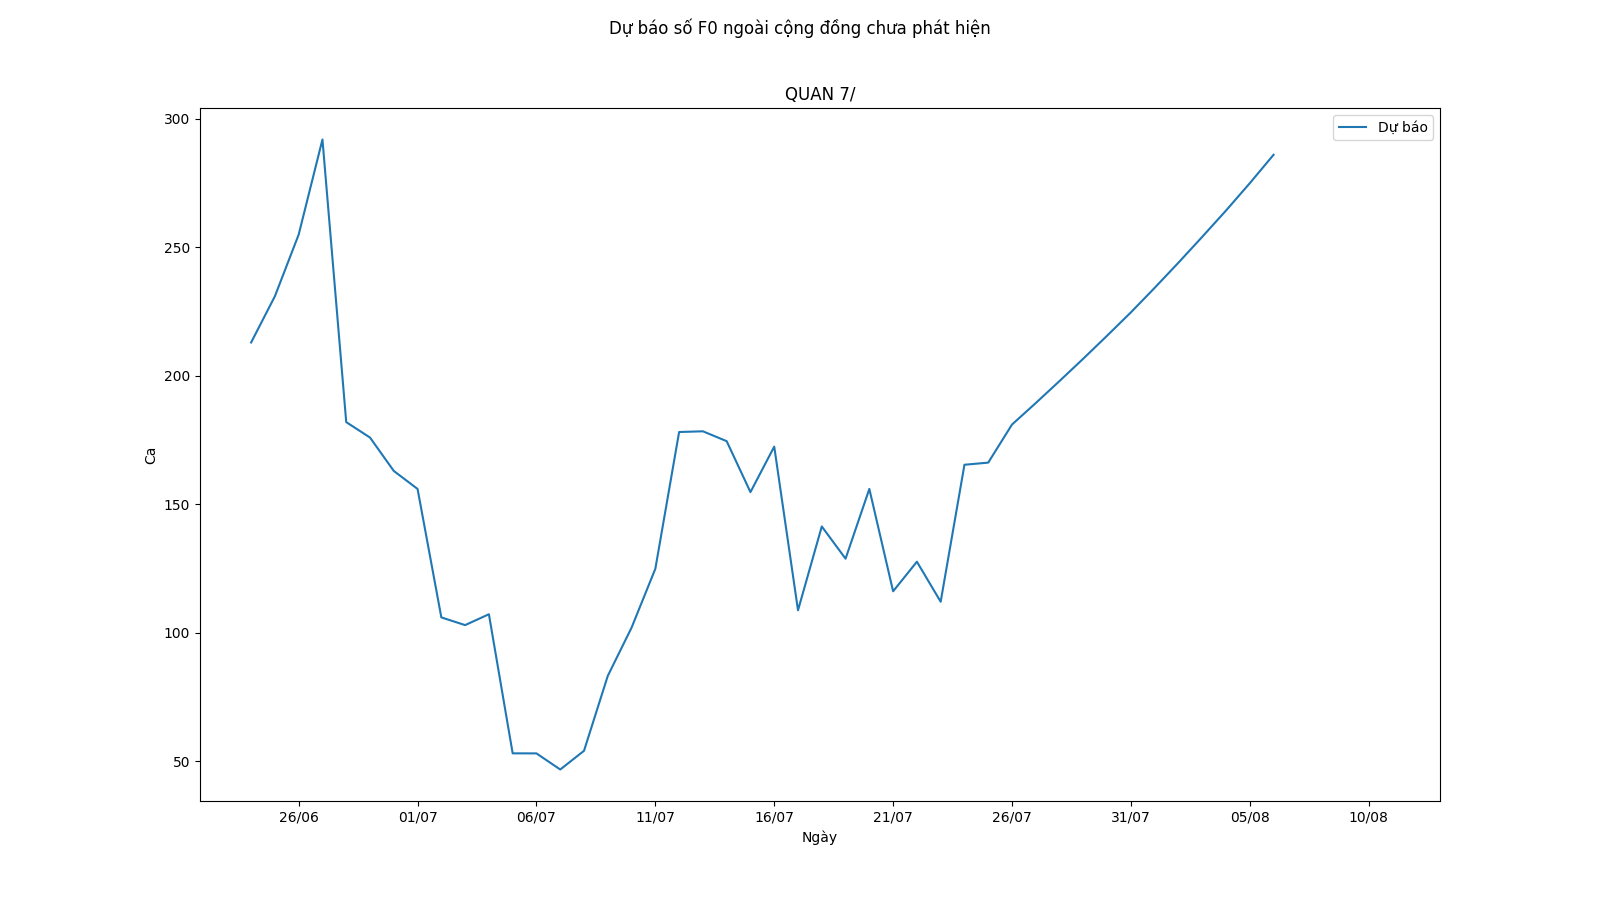 Dự báo số F0 ngoài cộng đồng chưa phát hiện
QUAN 7/
Dự báo
300
250
200
150
100
50
Ca
26/06 01/07 06/07 11/07 16/07 21/07 26/07 31/07 05/08 10/08
Ngày